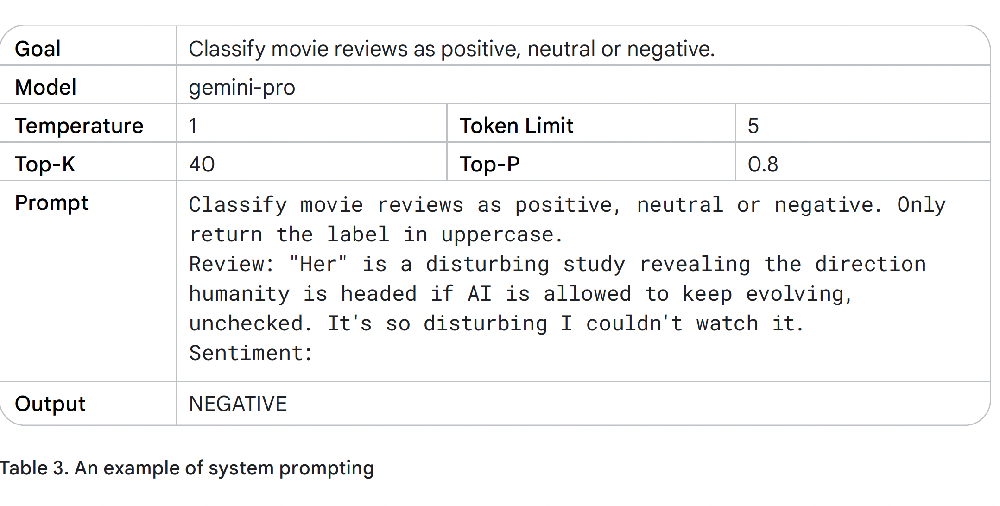 Goal Classify movie reviews as positive, neutral or negative.
Model gemini-pro
Temperature 1 Token Limit 5
Top-K 40 Top-P 0.8
Prompt Classify movie reviews as positive, neutral or negative. Only
return the label in uppercase.
Review: "Her" is a disturbing study revealing the direction
humanity is headed if AI is allowed to keep evolving,
unchecked. It's so disturbing I couldn't watch it.
Sentiment:
Output NEGATIVE
Table 3. An example of system prompting